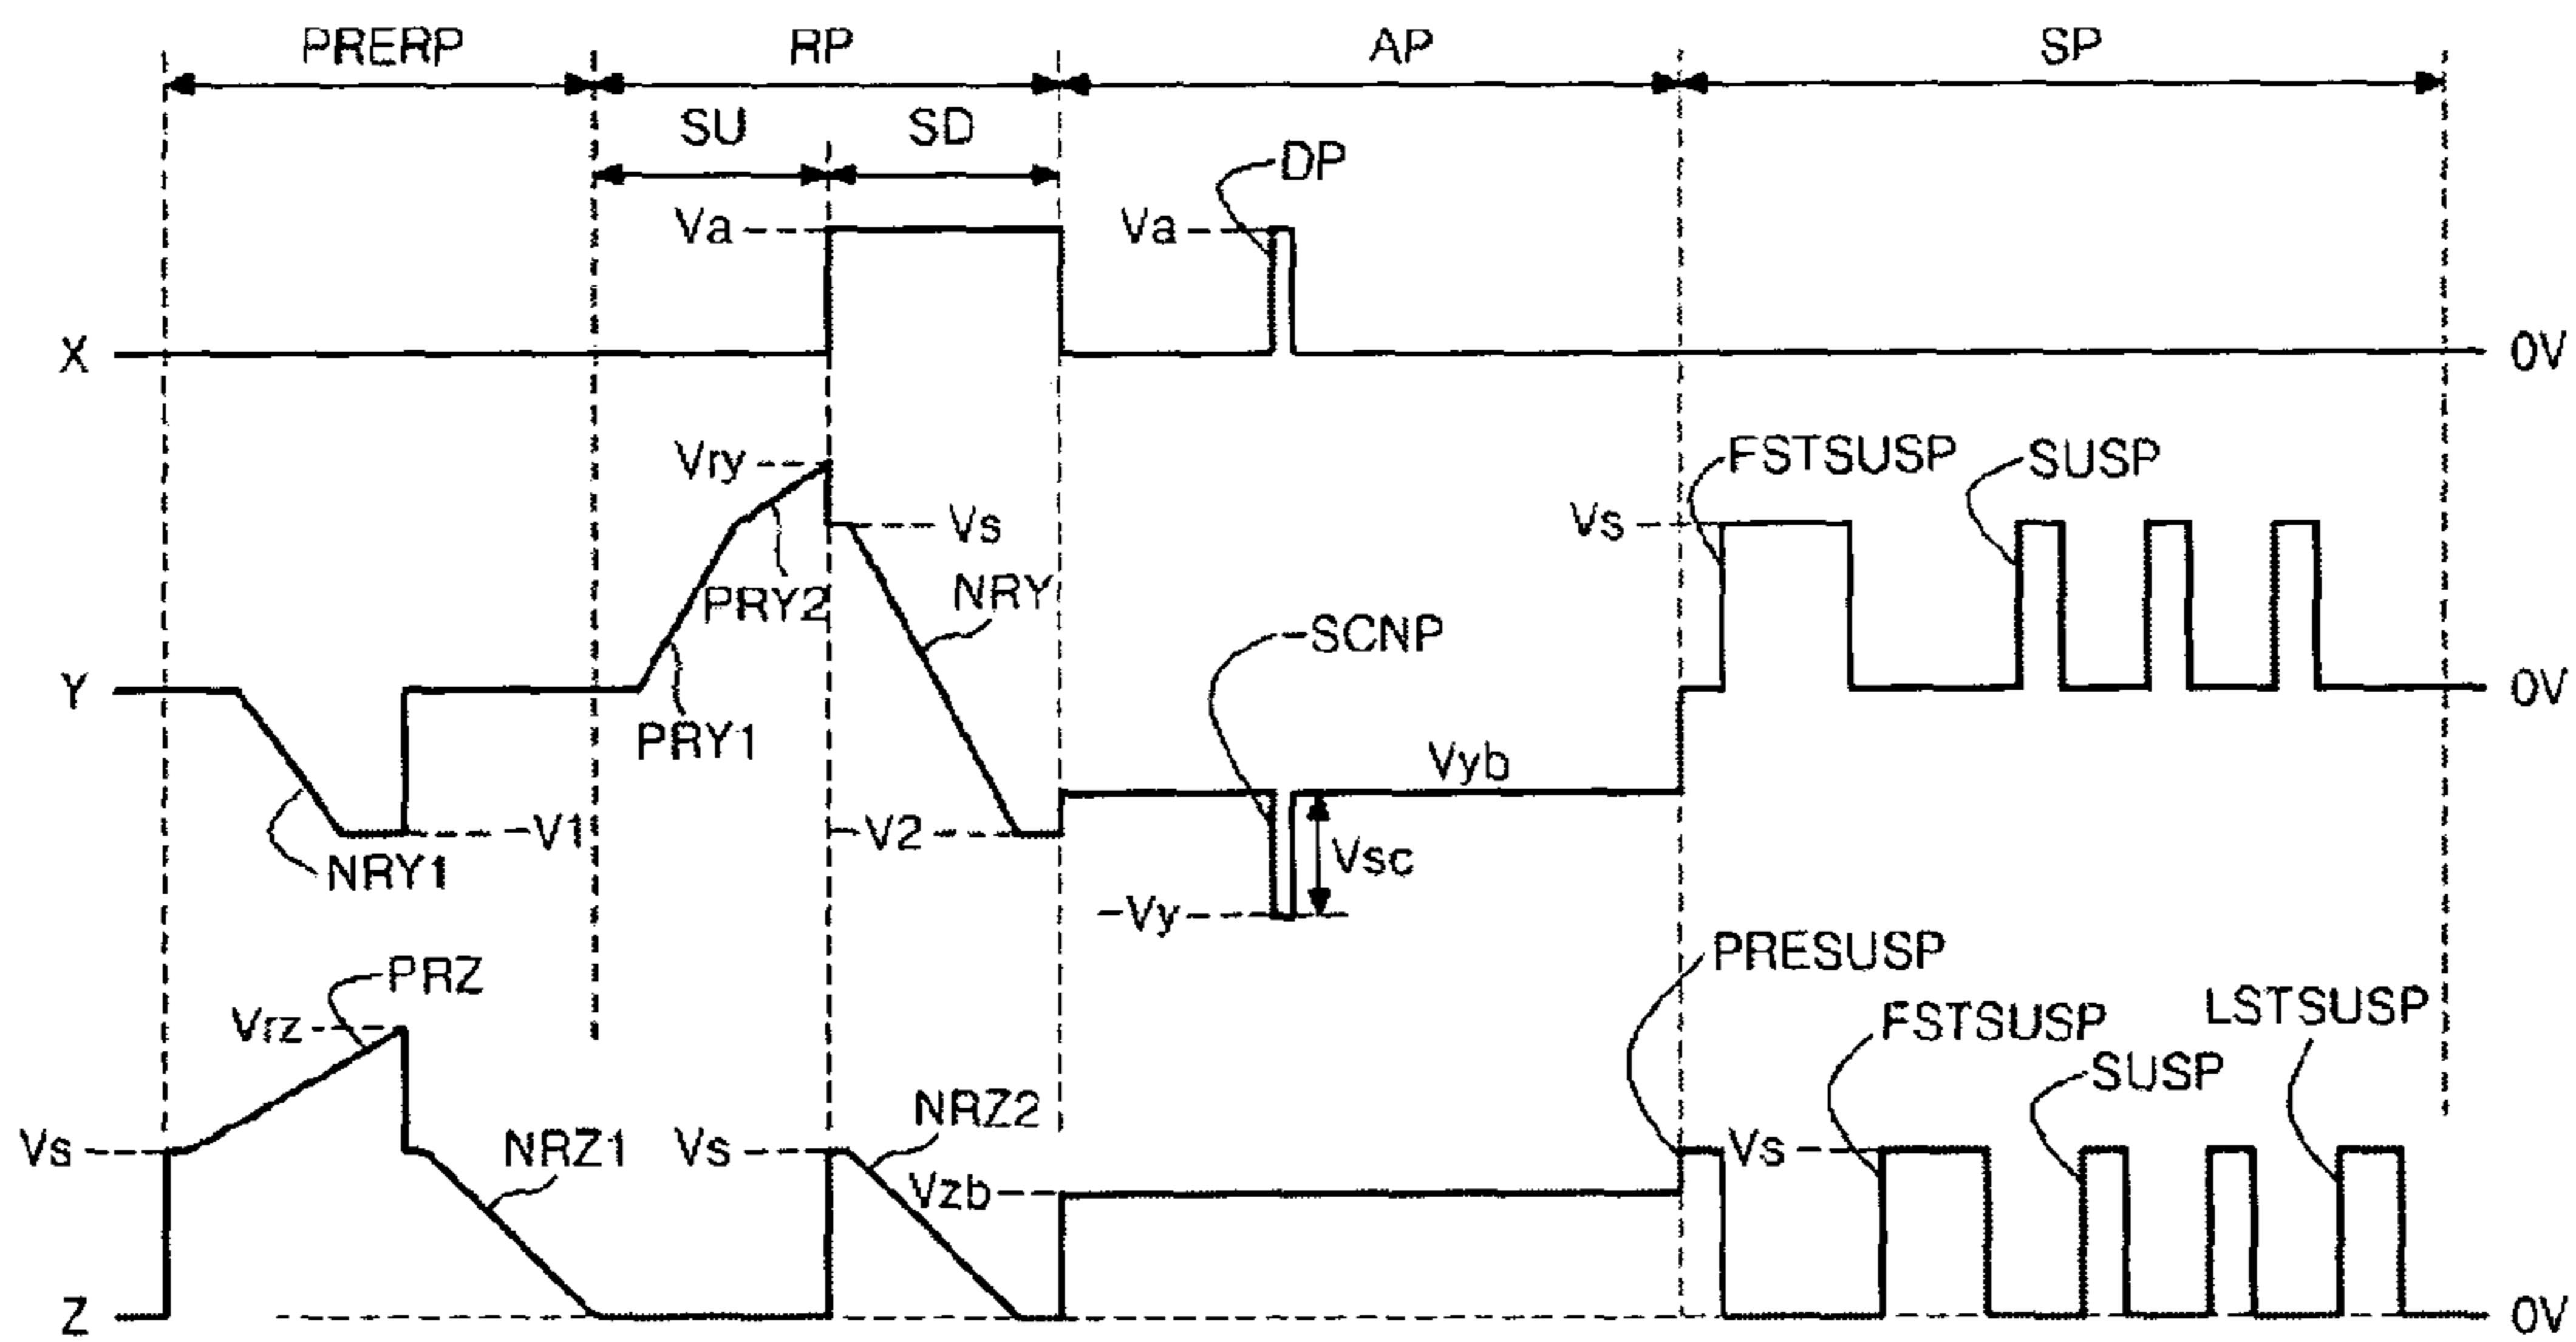 PRERP RP AP SP
SU SD
DP
Va Va
X 0V
Vry FSTSUSP SUSP
Vs Vs
PRY2 NRY
-SCNP
Y 0V
PRY1 Vyb
-V1 -V2
NRY1 Vsc
-Vy
PRESUSP
PRZ
Vrz FSTSUSP LSTSUSP
SUSP
NRZ2
Vs NRZ1 Vs Vs
Vzb
Z 0V